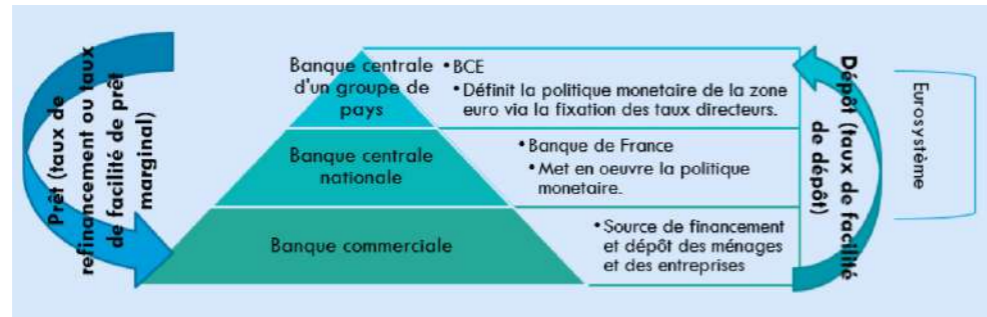 Prêt (taux de
refinancement ou taux
de facilité de prêt
marginal)
Banque centrale
d'un groupe de
pays
• BCE
• Définit la politique monetaire de la zone
euro via la fixation des taux directeurs.
Banque centrale
nationale
• Banque de France
• Met en oeuvre la politique
monetaire.
Banque commerciale
• Source de financement
et dépôt des ménages
et des entreprises
Dépôt (taux de facilité
de dépôt)
Eurosystème